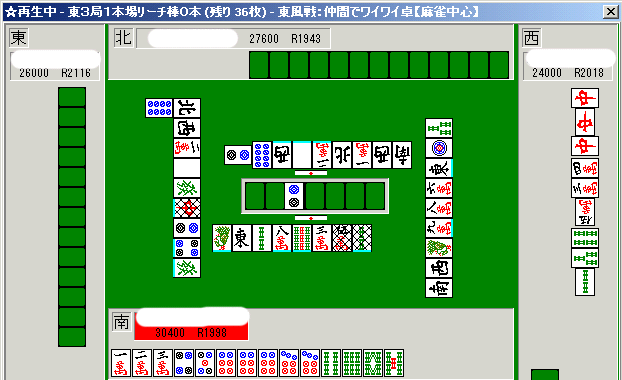 ★再生中 - 東3局1本場リーチ棒0本 (残り 36枚) - 東風戦: 仲間でワイワイ卓【麻雀中心】
東
26000 R2116
北
27600 R1943
西
24000 R2018
南
30400 R1998